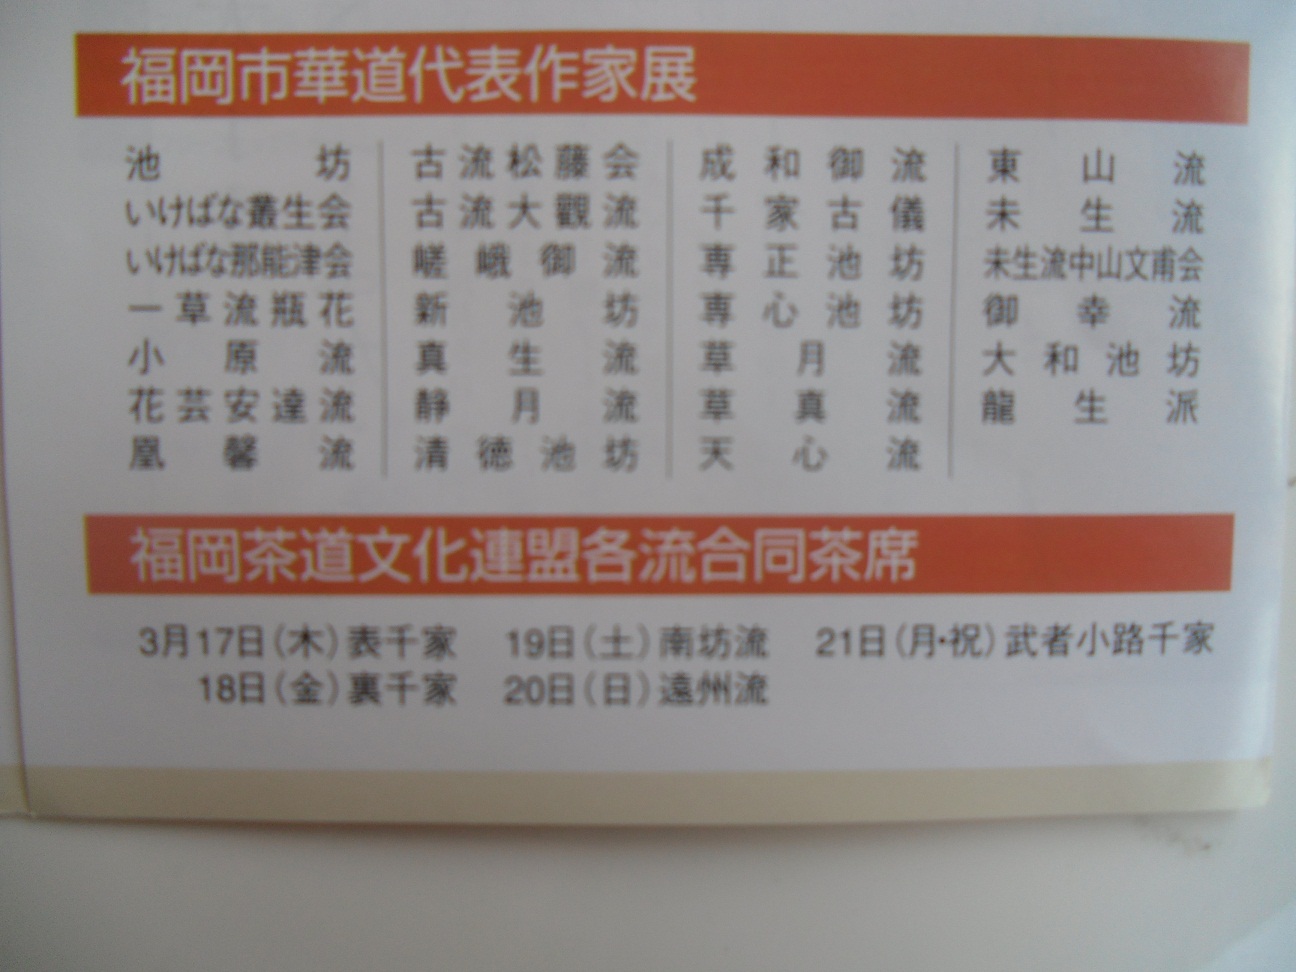 福岡市華道代表作家展
池坊
いけばな叢生会
いけばな那能津会
一草流瓶花
小原流
花芸安達流
凰馨流
古流松藤会
古流大觀流
嵯峨御流
新池坊
真生流
靜月流
清徳池坊
成和御流
千家古儀
専正池坊
専心池坊
草月流
草真流
天心流
東山流
未生流
未生流中山文甫会
御幸流
大和池坊
龍生派
福岡茶道文化連盟各流合同茶席
3月17日(木)表千家 19日(土)南坊流 21日(月・祝)武者小路千家
18日(金)裏千家 20日(日)遠州流